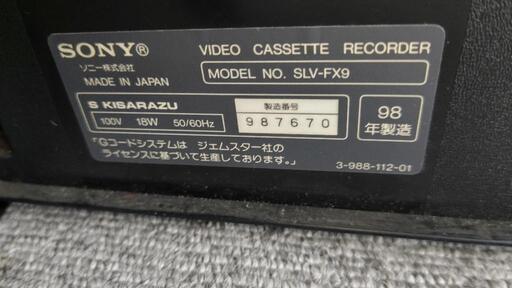 SONY® VIDEO CASSETTE RECORDER
ソニー株式会社
MADE IN JAPAN
MODEL NO. SLV-FX9
S KISARAZU
100V 18W 50/60Hz
製造番号
987670
98
年製造
「Gコードシステムは ジェムスター社の
ライセンスに基づいて生産しております。」
3-988-112-01